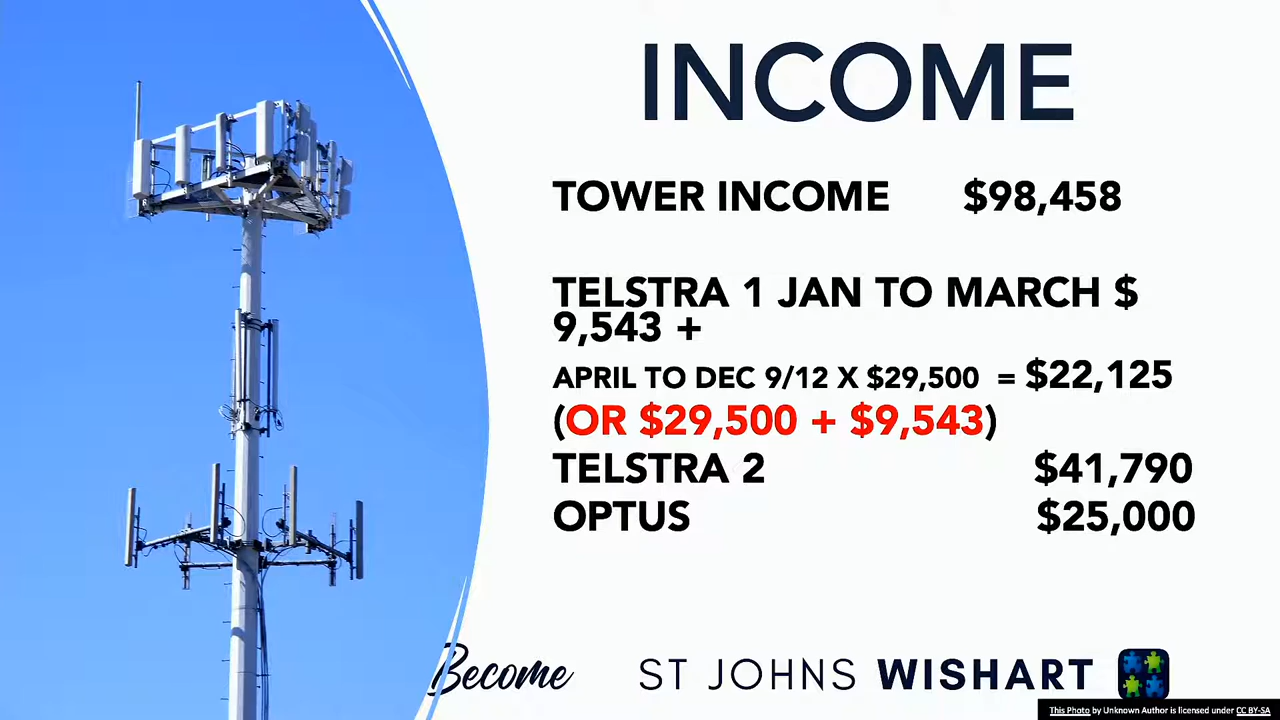 INCOME
TOWER INCOME $98,458
TELSTRA 1 JAN TO MARCH $
9,543 +
APRIL TO DEC 9/12 X $29,500 = $22,125
(OR $29,500 + $9,543)
TELSTRA 2 $41,790
OPTUS $25,000
Become
ST JOHNS WISHART
This Photo by Unknown Author is licensed under CC BY-SA